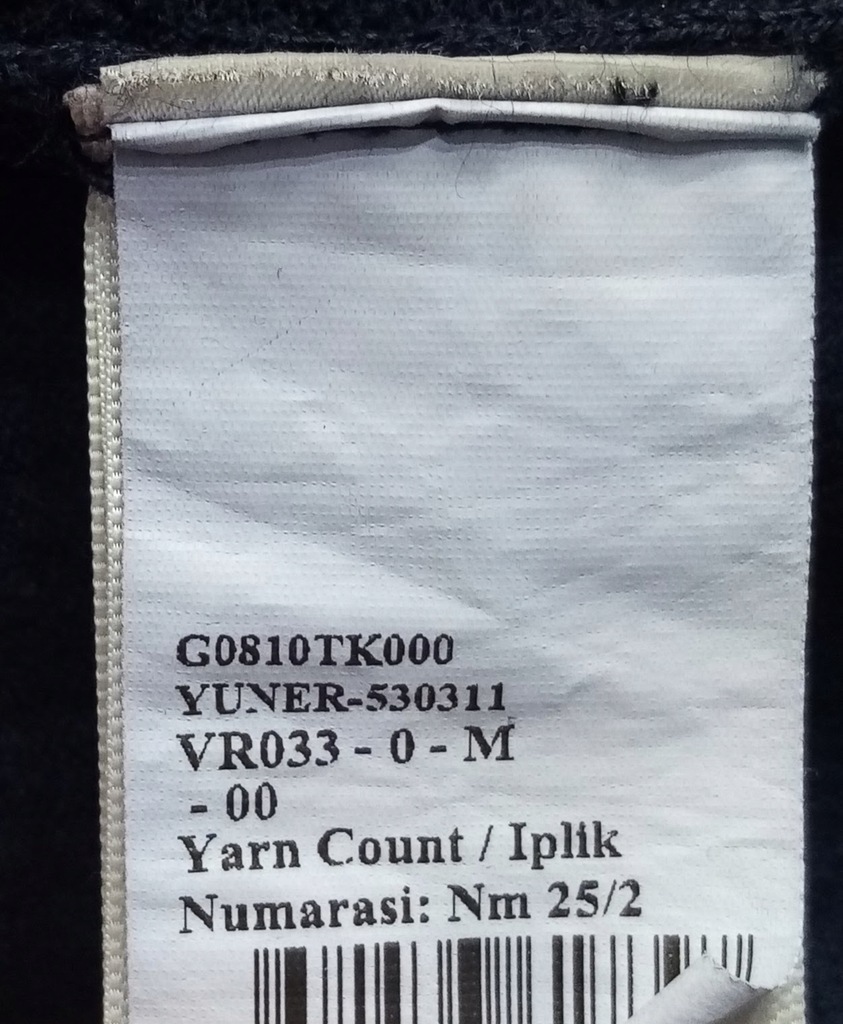 G0810TK000
YUNER-530311
VR033 - 0 - M
- 00
Yarn Count / Iplik
Numarasi: Nm 25/2